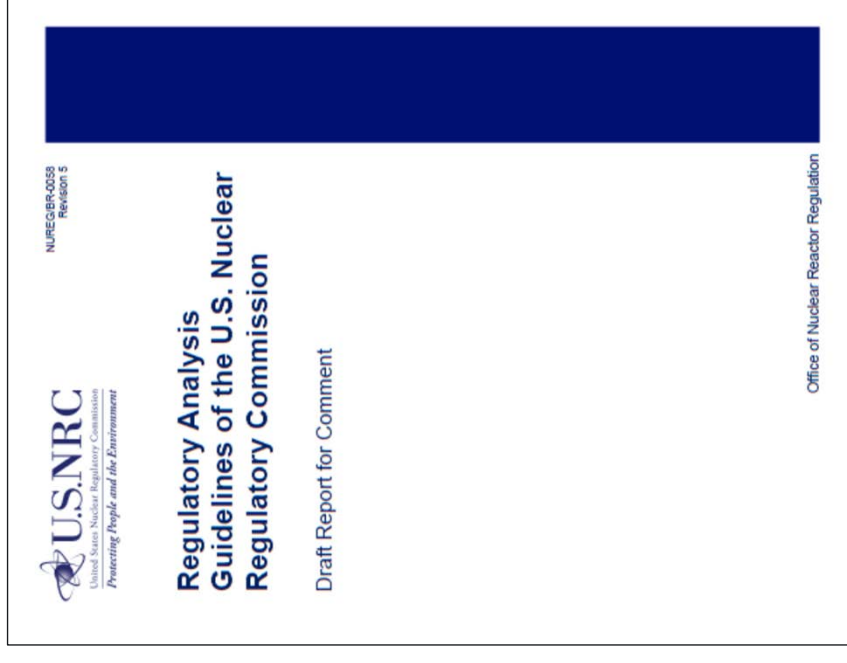 U.S.NRC
United States Nuclear Regulatory Commission
Protecting People and the Environment
NUREG/BR-0058
Revision 5
Regulatory Analysis
Guidelines of the U.S. Nuclear
Regulatory Commission
Draft Report for Comment
Office of Nuclear Reactor Regulation